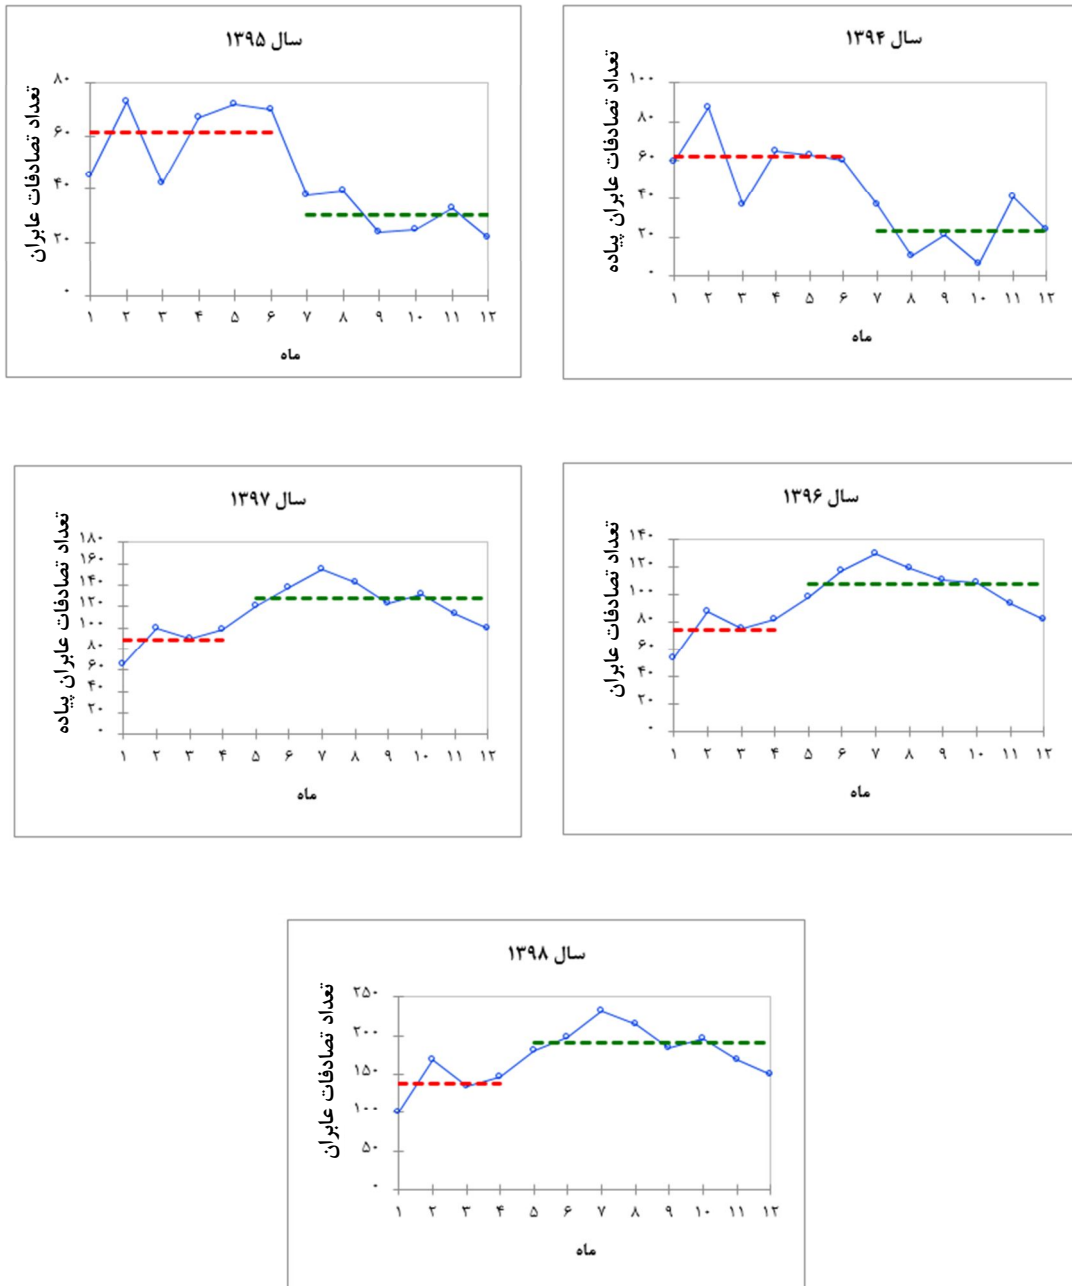 سال ۱۳۹۴
تعداد تصادفات عابران پیاده
۱۰۰
۸۰
۶۰
۴۰
۲۰
۰
۱ ۲ ۳ ۴ ۵ ۶ ۷ ۸ ۹ ۱۰ ۱۱ ۱۲
ماه
سال ۱۳۹۵
تعداد تصادفات عابران
۸۰
۶۰
۴۰
۲۰
۰
۱ ۲ ۳ ۴ ۵ ۶ ۷ ۸ ۹ ۱۰ ۱۱ ۱۲
ماه
سال ۱۳۹۶
تعداد تصادفات عابران
۱۴۰
۱۲۰
۱۰۰
۸۰
۶۰
۴۰
۲۰
۰
۱ ۲ ۳ ۴ ۵ ۶ ۷ ۸ ۹ ۱۰ ۱۱ ۱۲
ماه
سال ۱۳۹۷
تعداد تصادفات عابران پیاده
۱۸۰
۱۶۰
۱۴۰
۱۲۰
۱۰۰
۸۰
۶۰
۴۰
۲۰
۰
۱ ۲ ۳ ۴ ۵ ۶ ۷ ۸ ۹ ۱۰ ۱۱ ۱۲
ماه
سال ۱۳۹۸
تعداد تصادفات عابران
۲۵۰
۲۰۰
۱۵۰
۱۰۰
۵۰
۰
۱ ۲ ۳ ۴ ۵ ۶ ۷ ۸ ۹ ۱۰ ۱۱ ۱۲
ماه